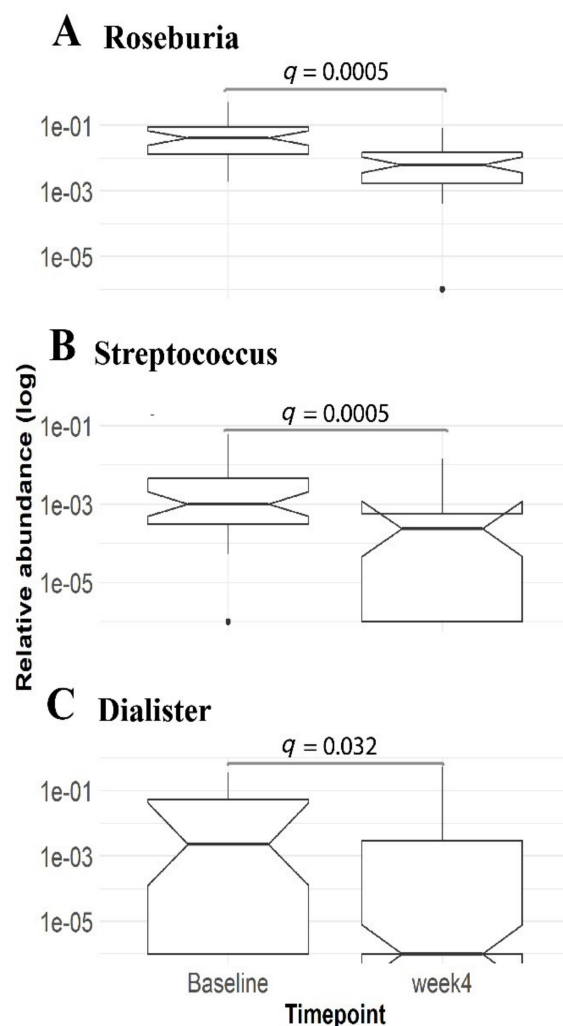 A Roseburia
q = 0.0005
1e-01
1e-03
1e-05
B Streptococcus
q = 0.0005
1e-01
1e-03
1e-05
Relative abundance (log)
C Dialister
q = 0.032
1e-01
1e-03
1e-05
Baseline week4
Timepoint